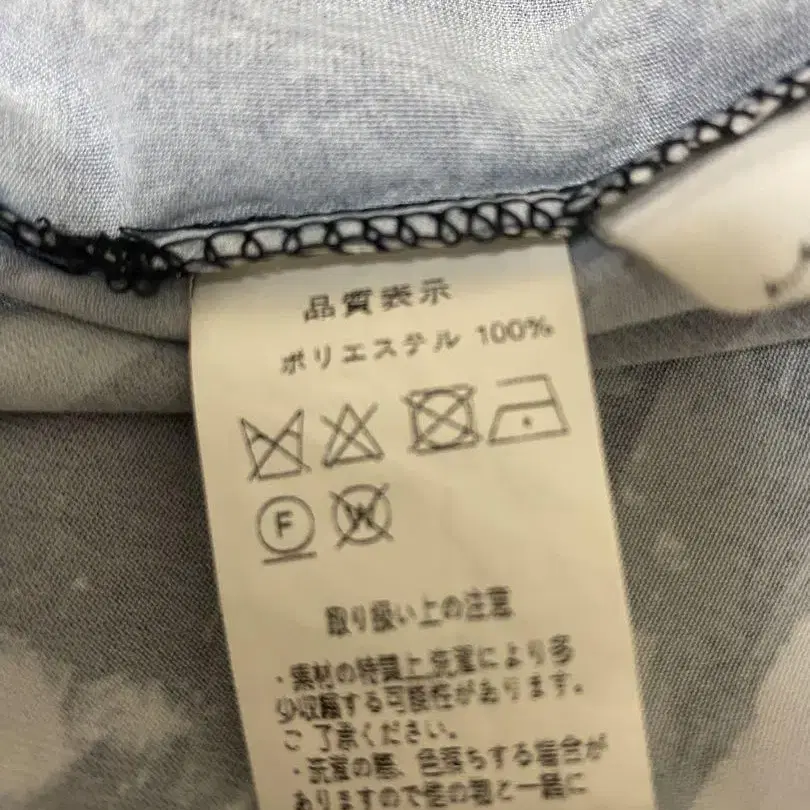 品質表示
ポリエステル 100%
F
W
取り扱い上の注意
・素材の特質上、洗濯により多
少収縮する可能性があります。
ご了承ください。
・洗濯の際、色落ちする場合が
ありますので他の物と一緒に